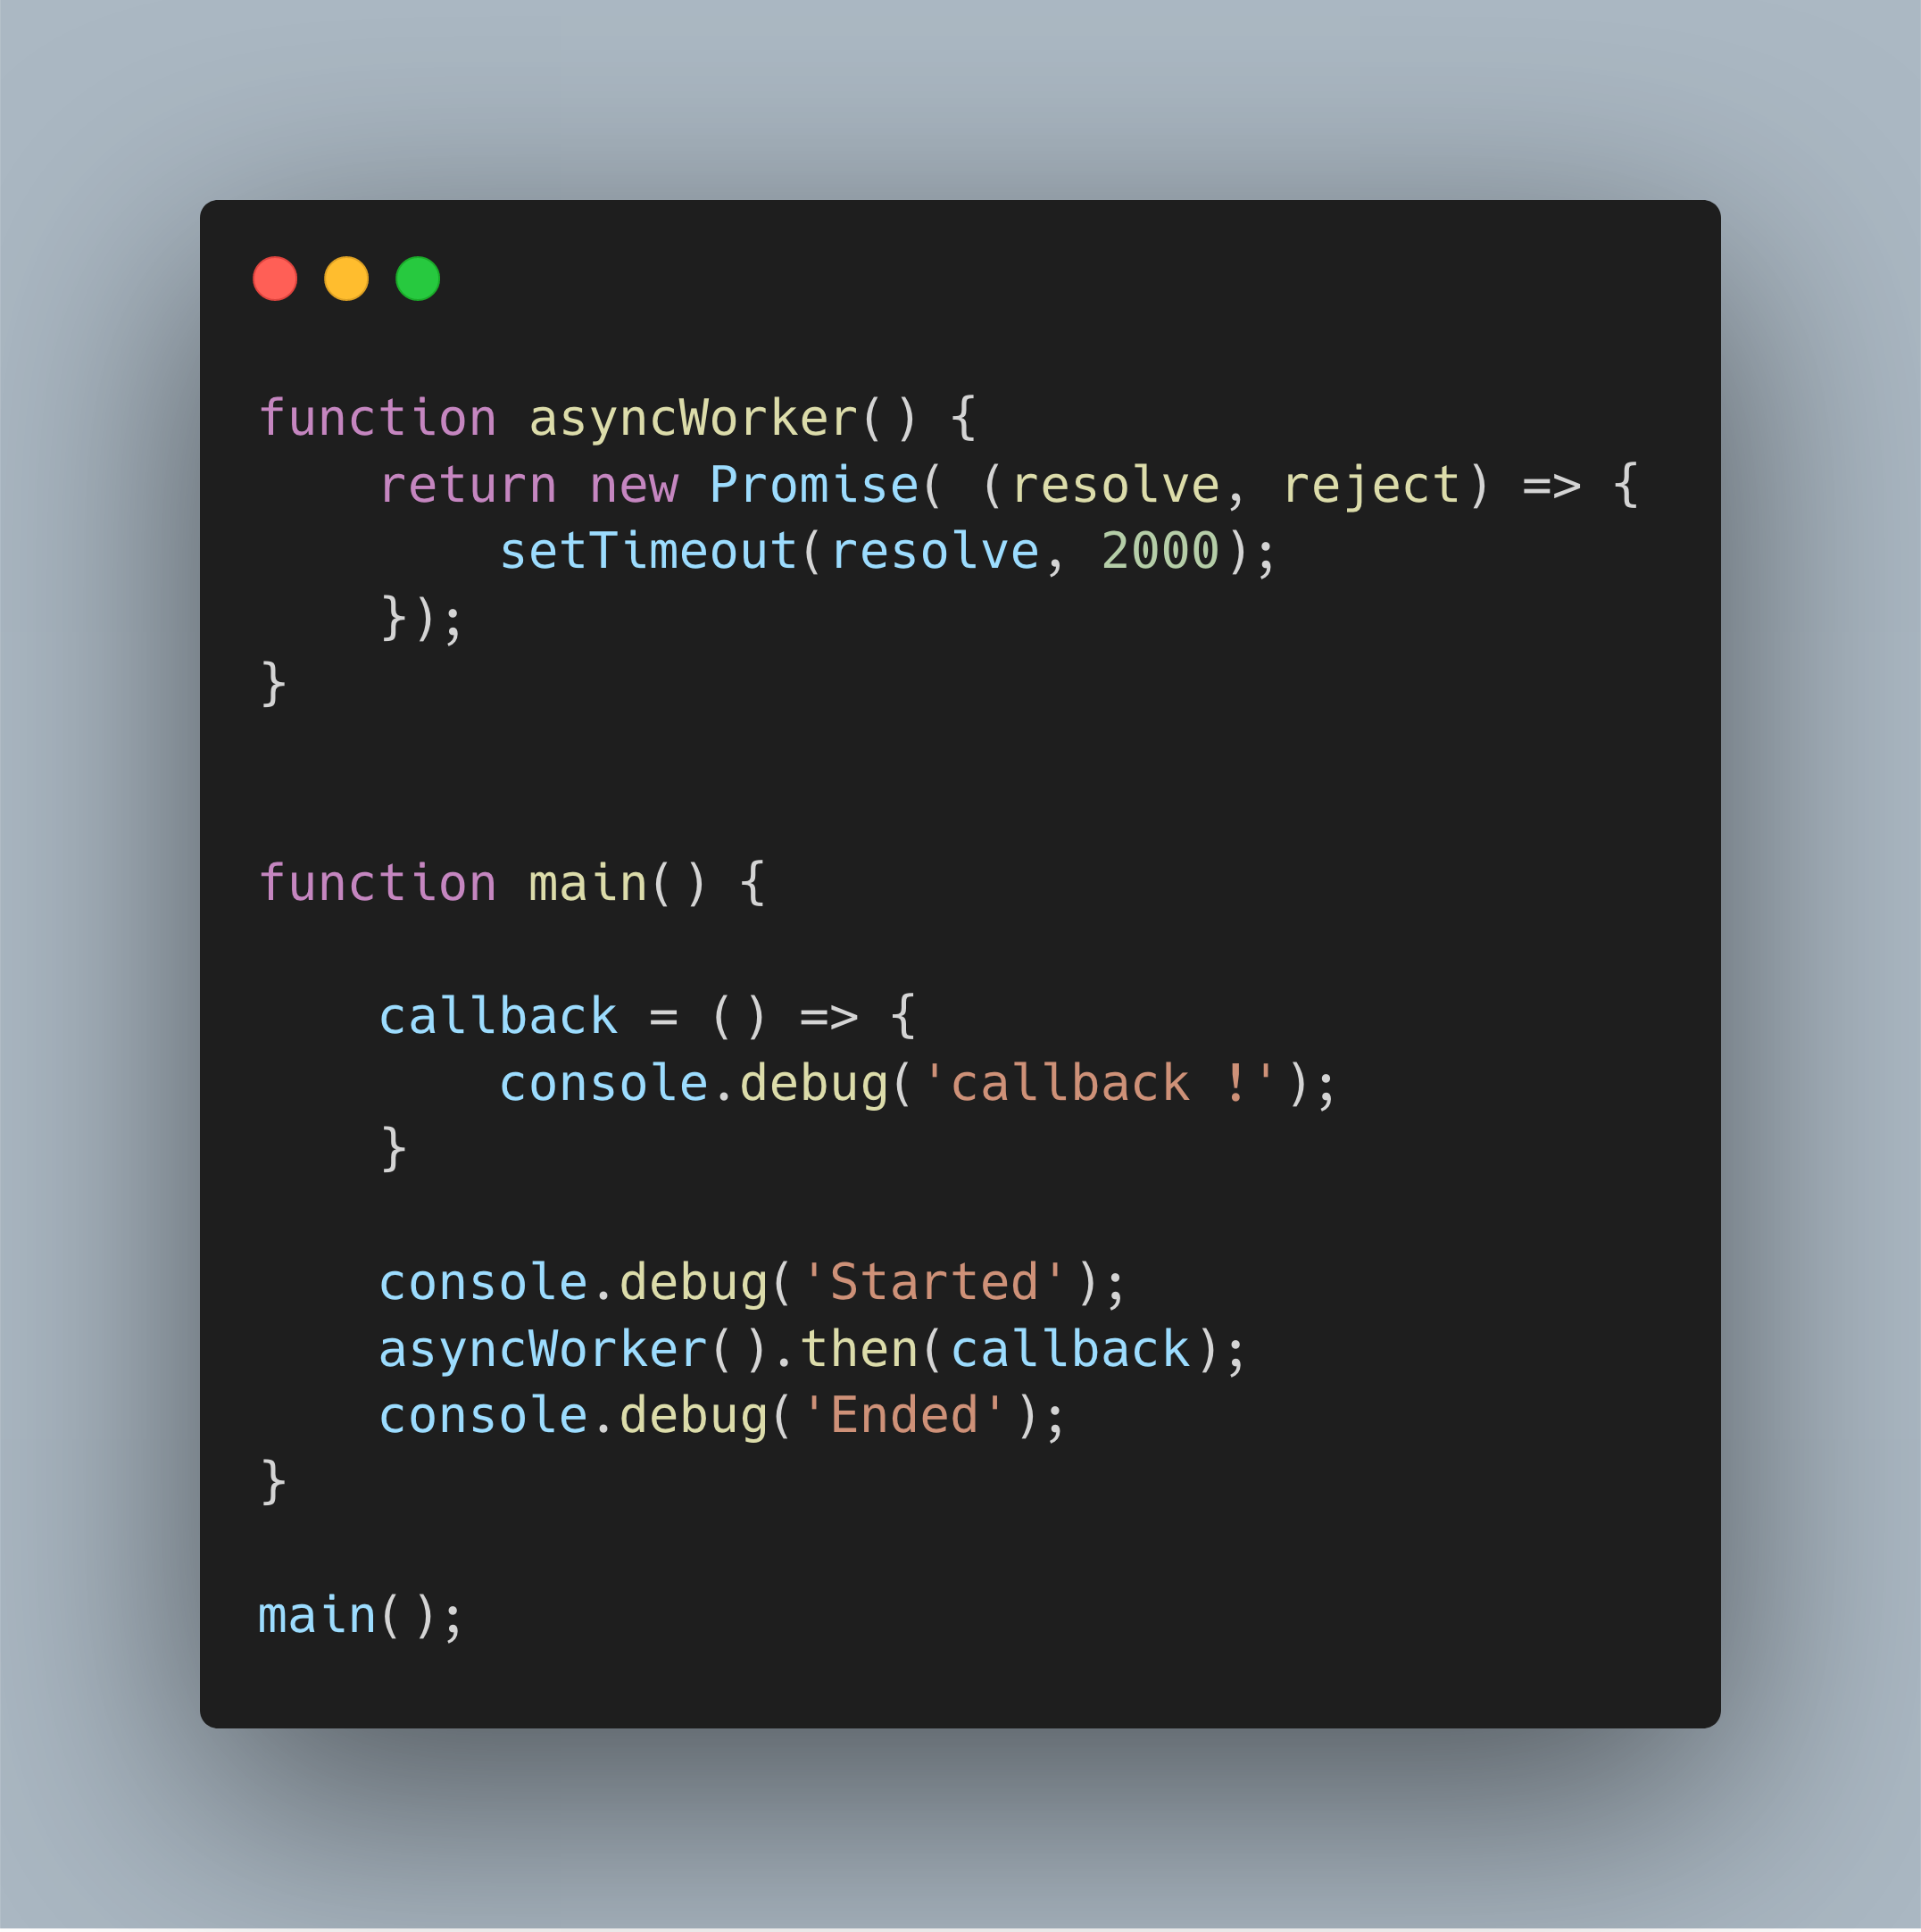 function asyncWorker() {
    return new Promise( (resolve, reject) => {
        setTimeout(resolve, 2000);
    });
}
function main() {
    callback = () => {
        console.debug('callback !');
    }
    console.debug('Started');
    asyncWorker().then(callback);
    console.debug('Ended');
}
main();